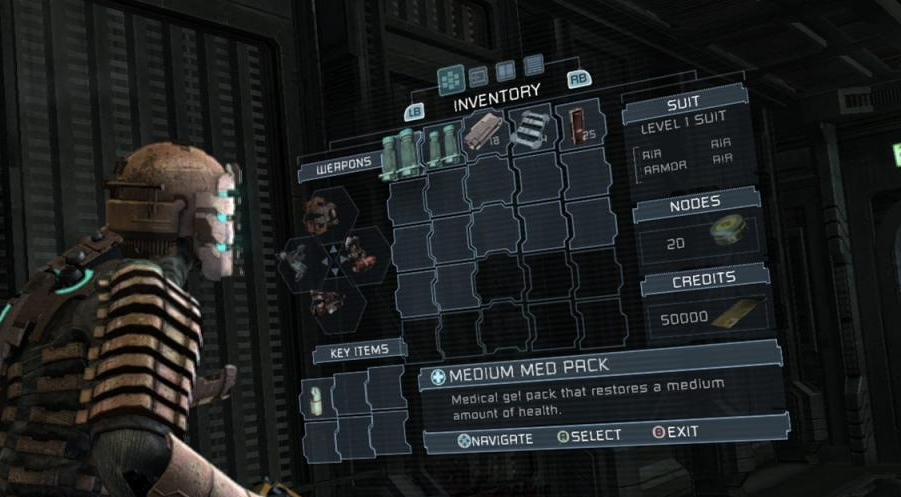 LB
INVENTORY
RB
WEAPONS
18
25
SUIT
LEVEL 1 SUIT
AIR
AIR
ARMOR
AIR
NODES
20
CREDITS
50000
KEY ITEMS
MEDIUM MED PACK
Medical gel pack that restores a medium
amount of health.
NAVIGATE
A SELECT
B EXIT